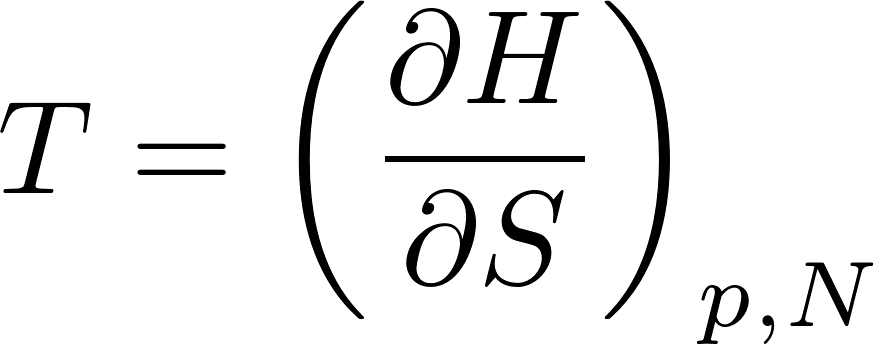 T = (∂H/∂S)_{p,N}